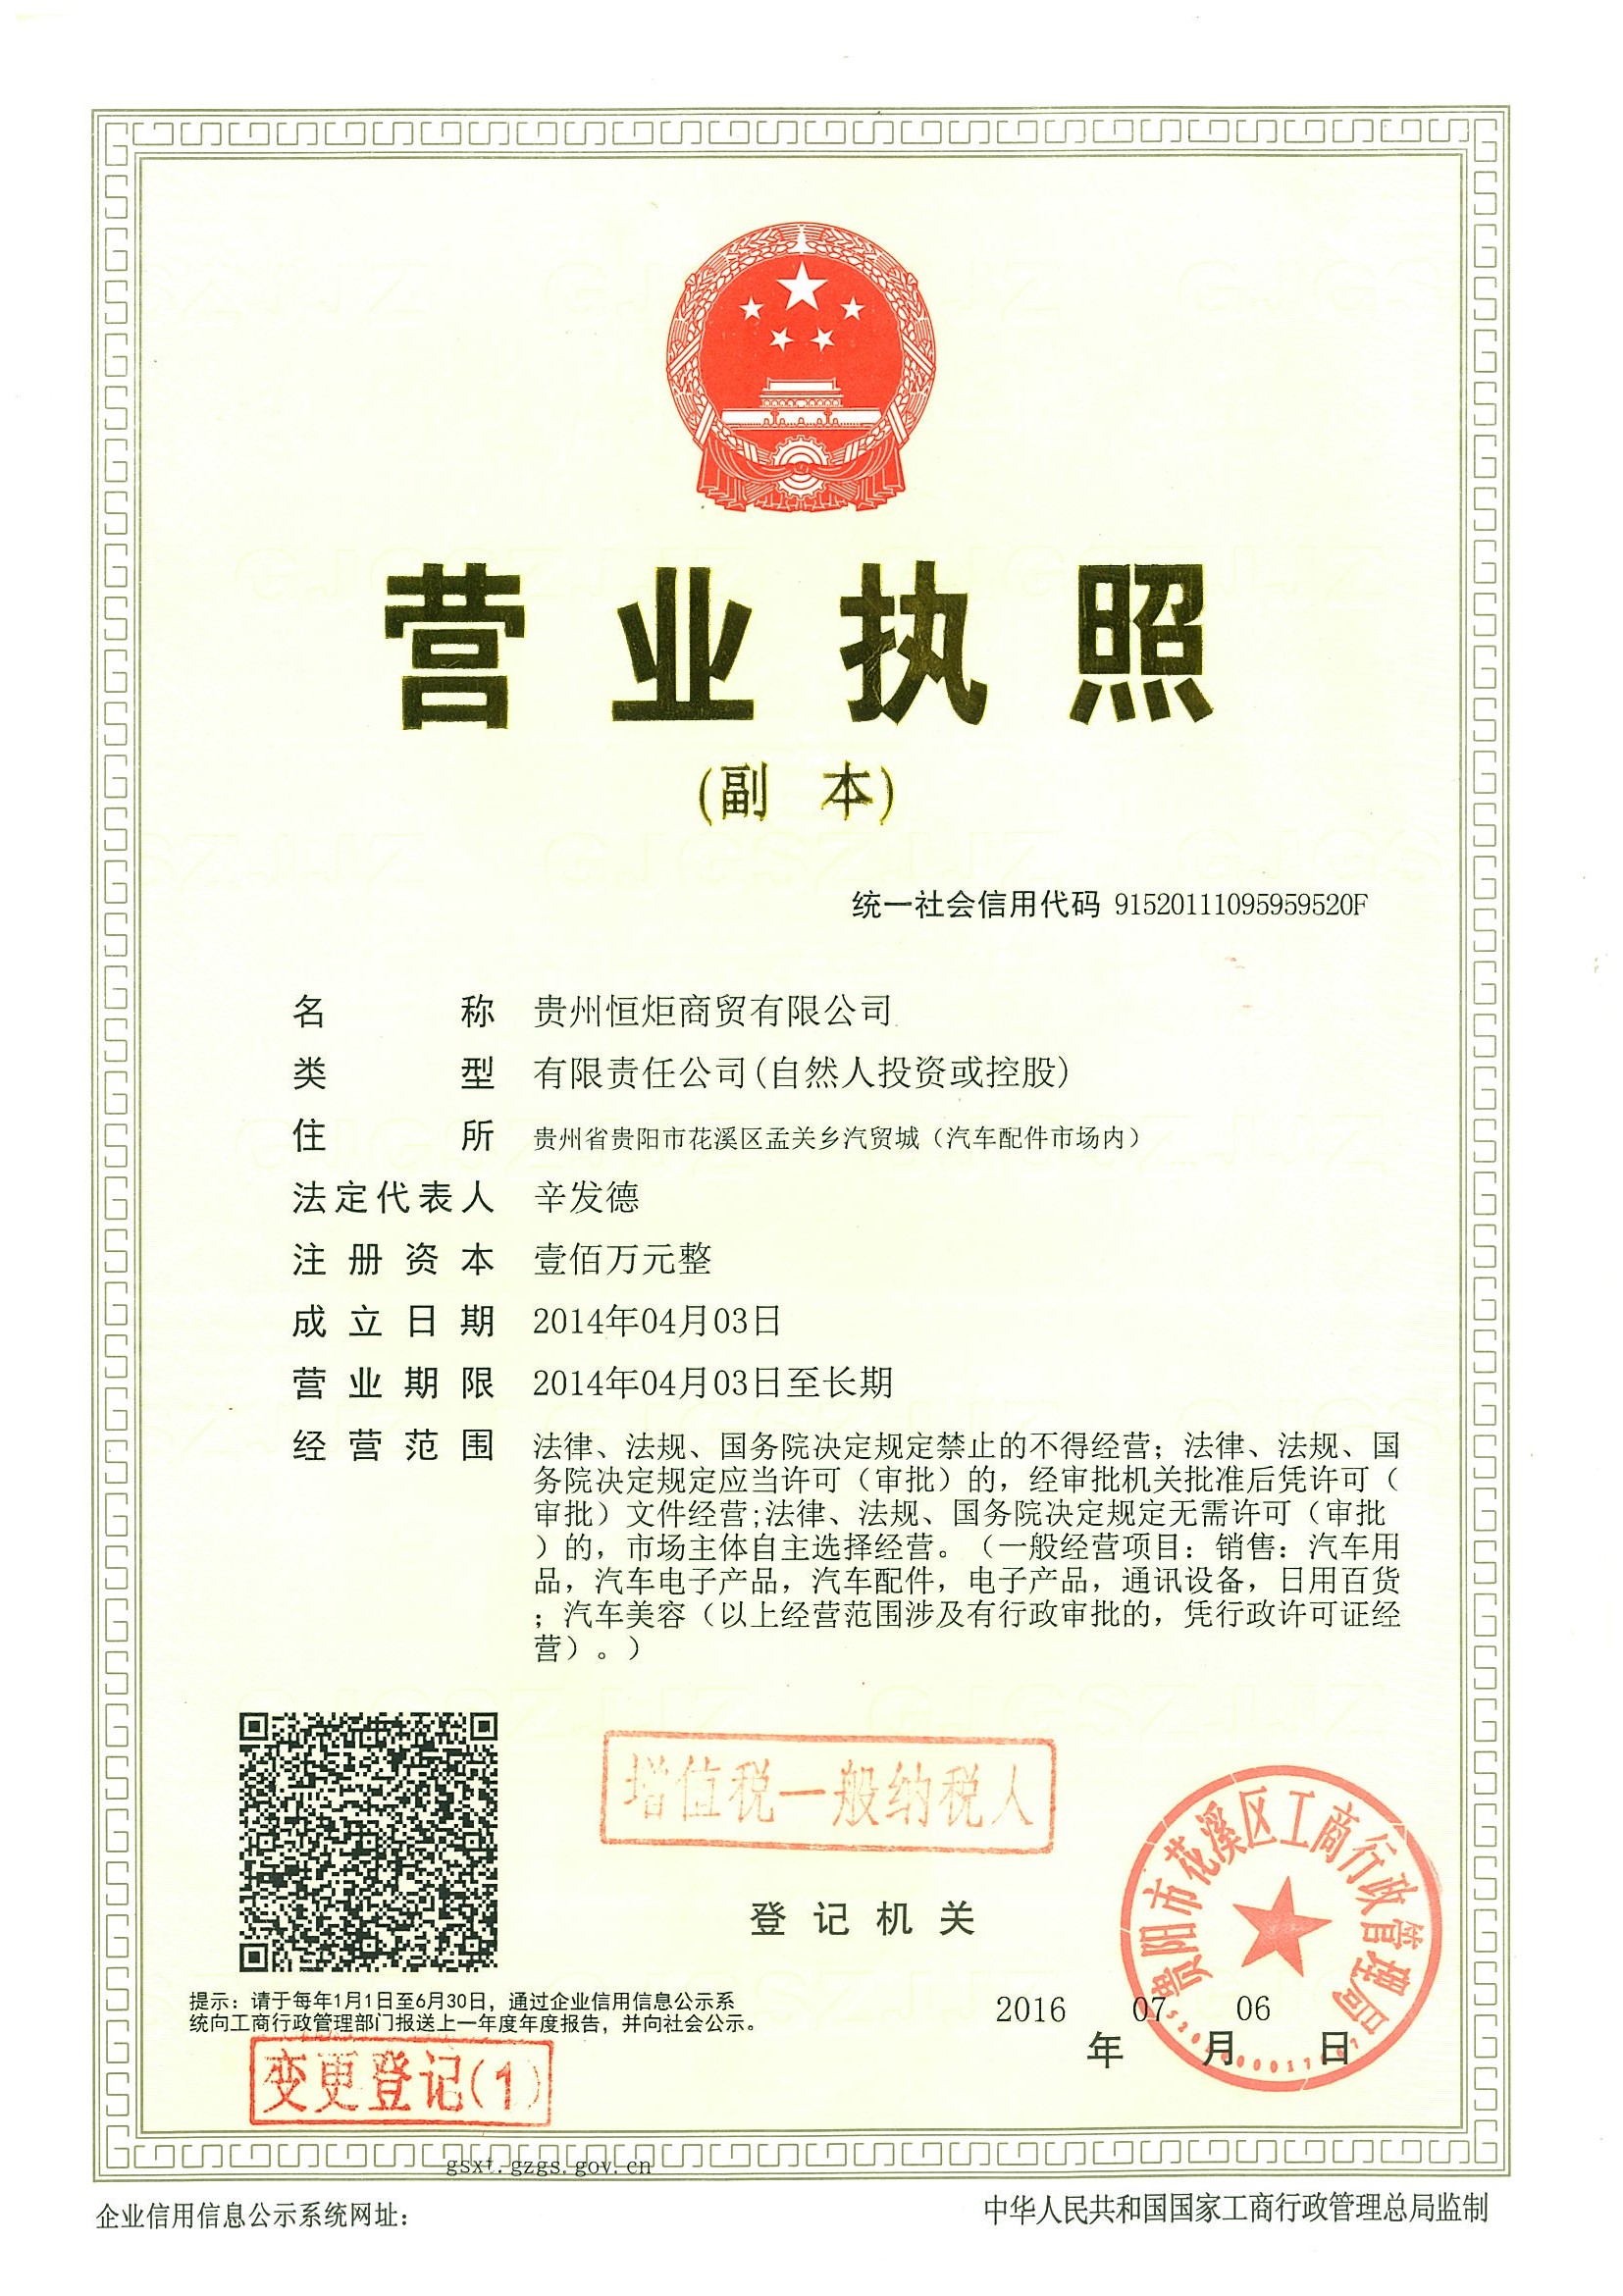 营业执照
(副 本)
统一社会信用代码 91520111095959520F
名 称 贵州恒炬商贸有限公司
类 型 有限责任公司(自然人投资或控股)
住 所 贵州省贵阳市花溪区孟关乡汽贸城（汽车配件市场内）
法定代表人 辛发德
注册资本 壹佰万元整
成立日期 2014年04月03日
营业期限 2014年04月03日至长期
经营范围 法律、法规、国务院决定规定禁止的不得经营；法律、法规、国
务院决定规定应当许可（审批）的，经审批机关批准后凭许可（
审批）文件经营;法律、法规、国务院决定规定无需许可（审批
）的，市场主体自主选择经营。（一般经营项目：销售：汽车用
品，汽车电子产品，汽车配件，电子产品，通讯设备，日用百货
；汽车美容（以上经营范围涉及有行政审批的，凭行政许可证经
营）。）
增值税一般纳税人
贵阳市花溪区工商行政管理局
登记机关
提示：请于每年1月1日至6月30日，通过企业信用信息公示系
统向工商行政管理部门报送上一年度年度报告，并向社会公示。
2016 07 06
年 月 日
变更登记(1)
gsxt.gzgs.gov.cn
企业信用信息公示系统网址：
中华人民共和国国家工商行政管理总局监制